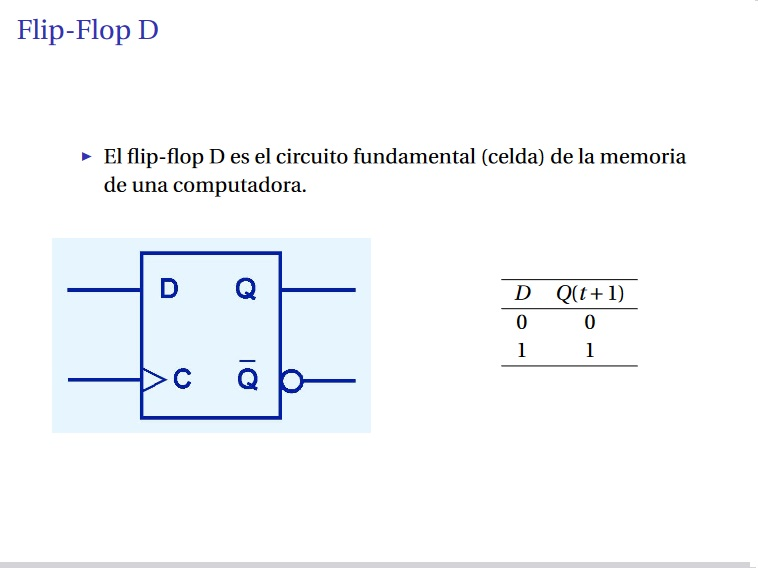 Flip-Flop D
▶ El flip-flop D es el circuito fundamental (celda) de la memoria
de una computadora.
D Q
C Q̅
D Q(t+1)
0 0
1 1